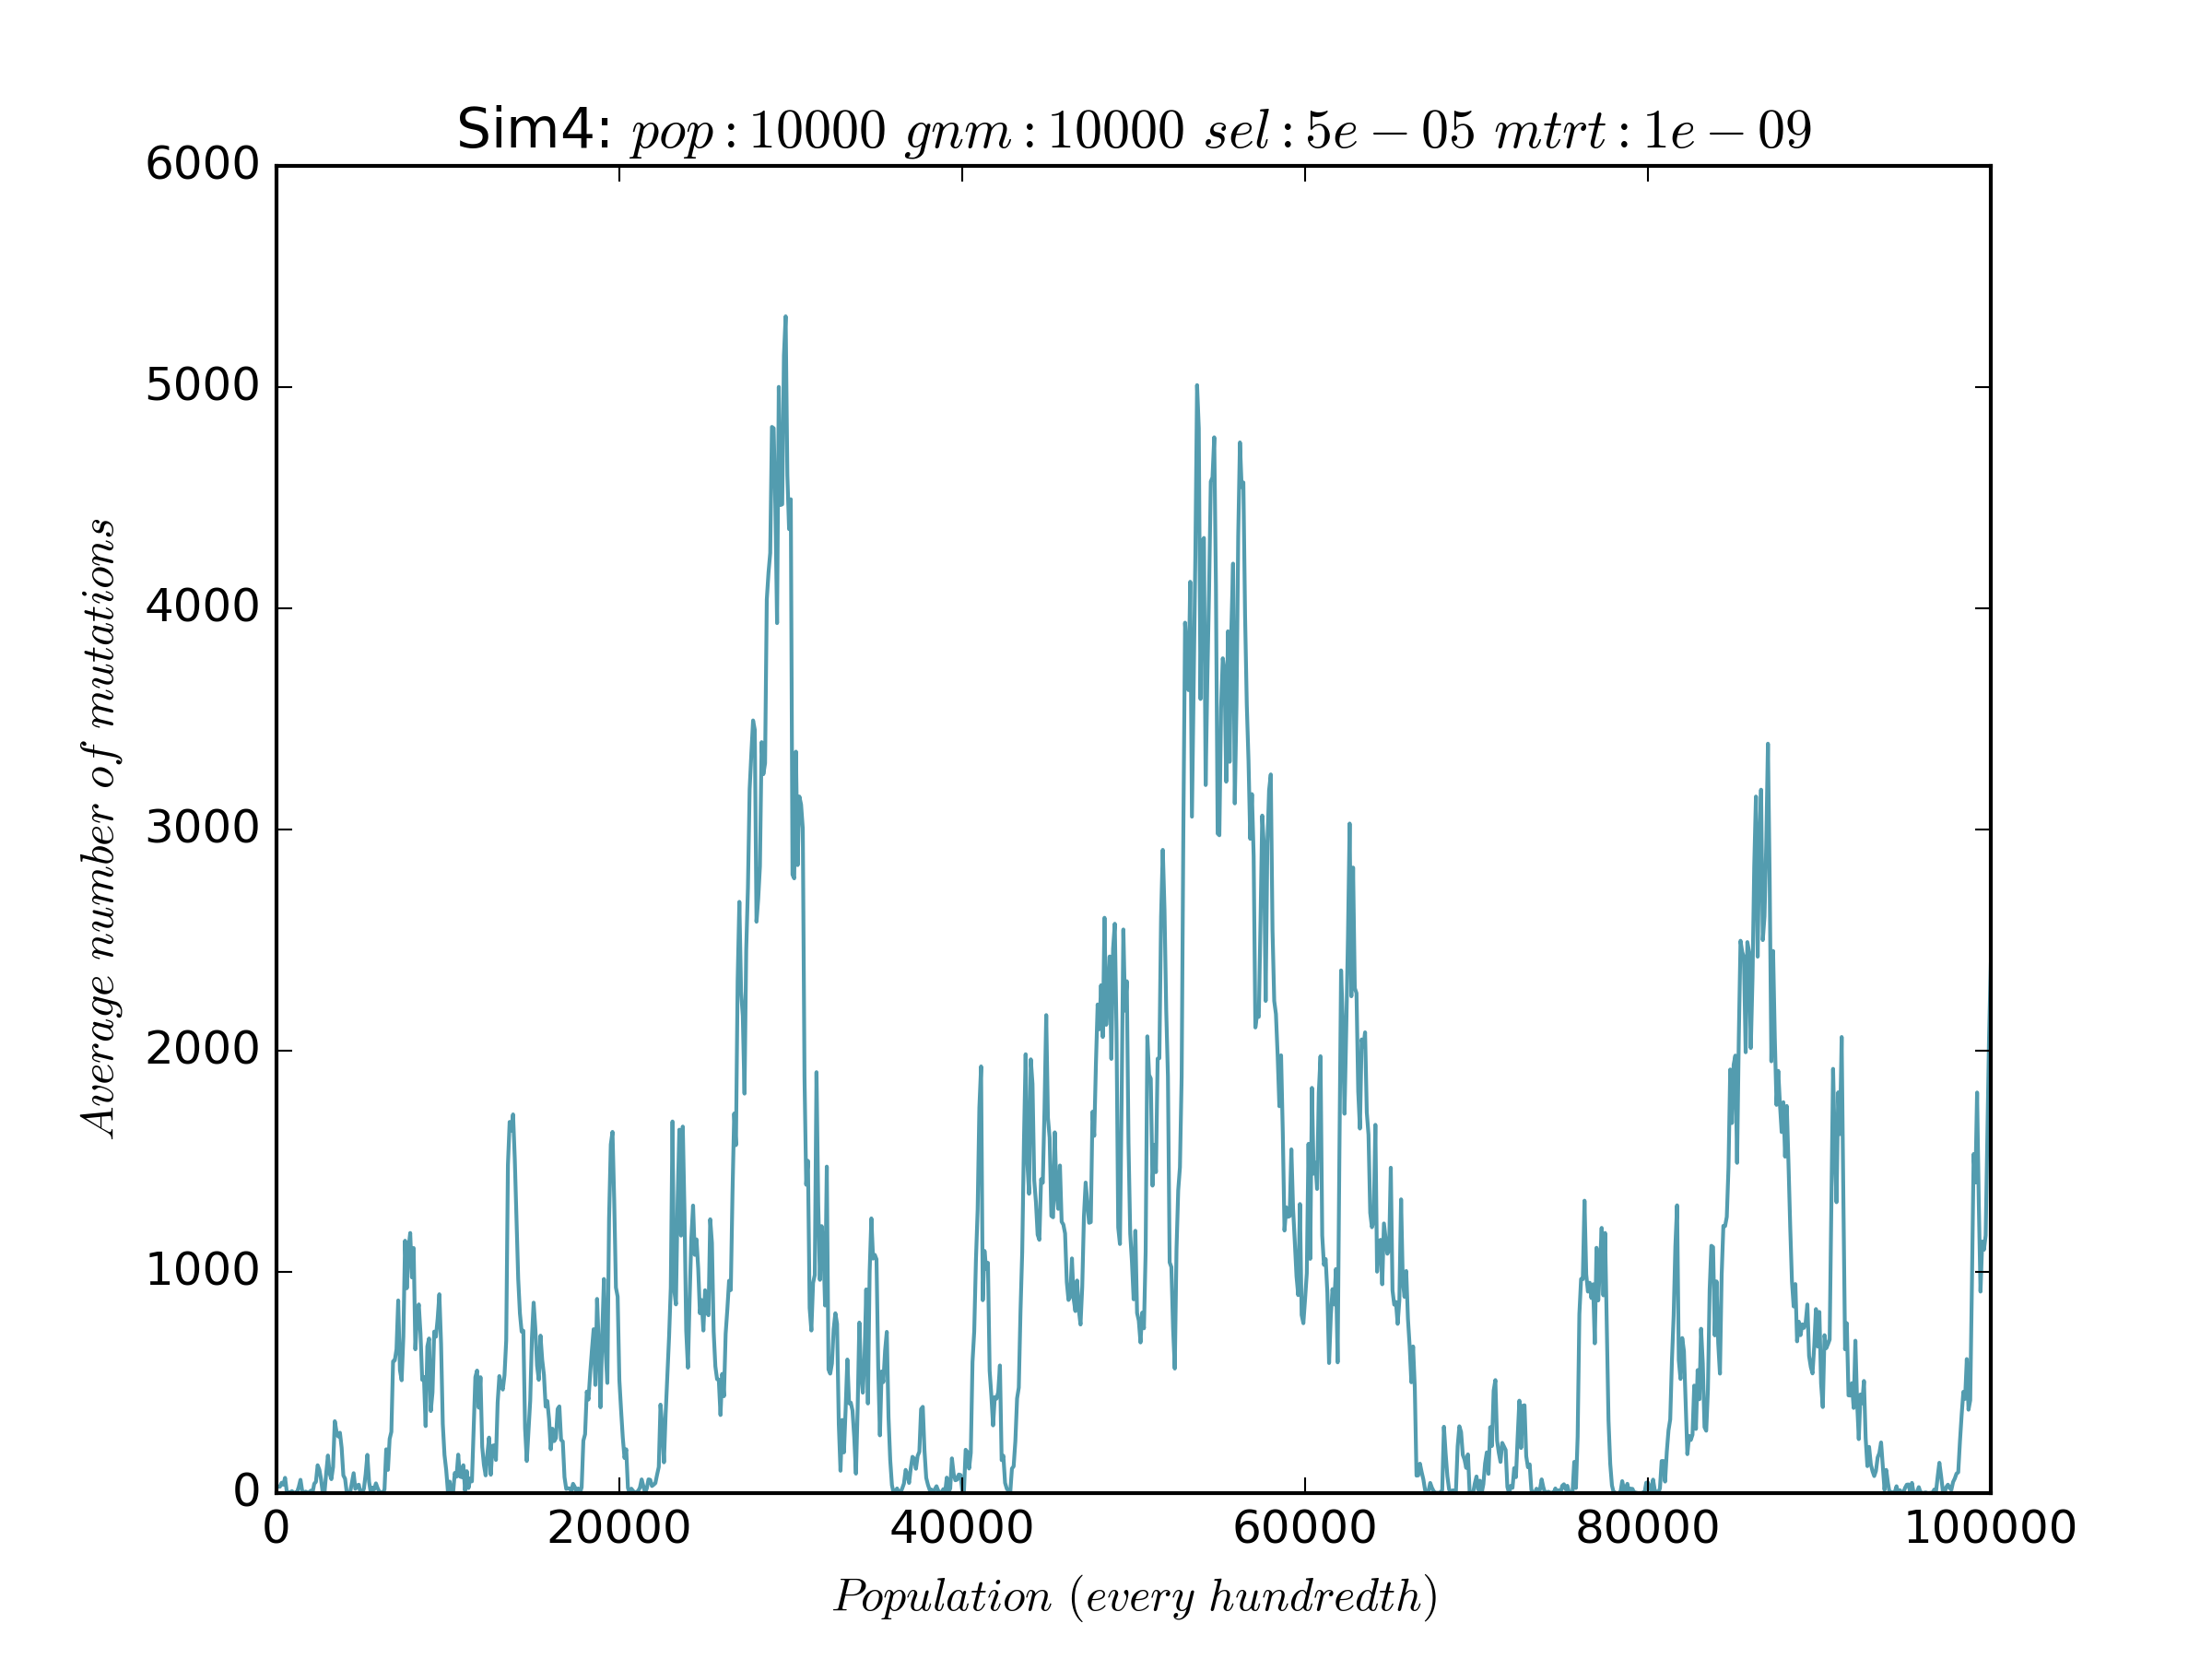 Sim4: pop : 10000 gnm : 10000 sel : 5e − 05 mtrt : 1e − 09
6000
5000
4000
3000
2000
1000
0
Average number of mutations
0 20000 40000 60000 80000 100000
Population (every hundredth)